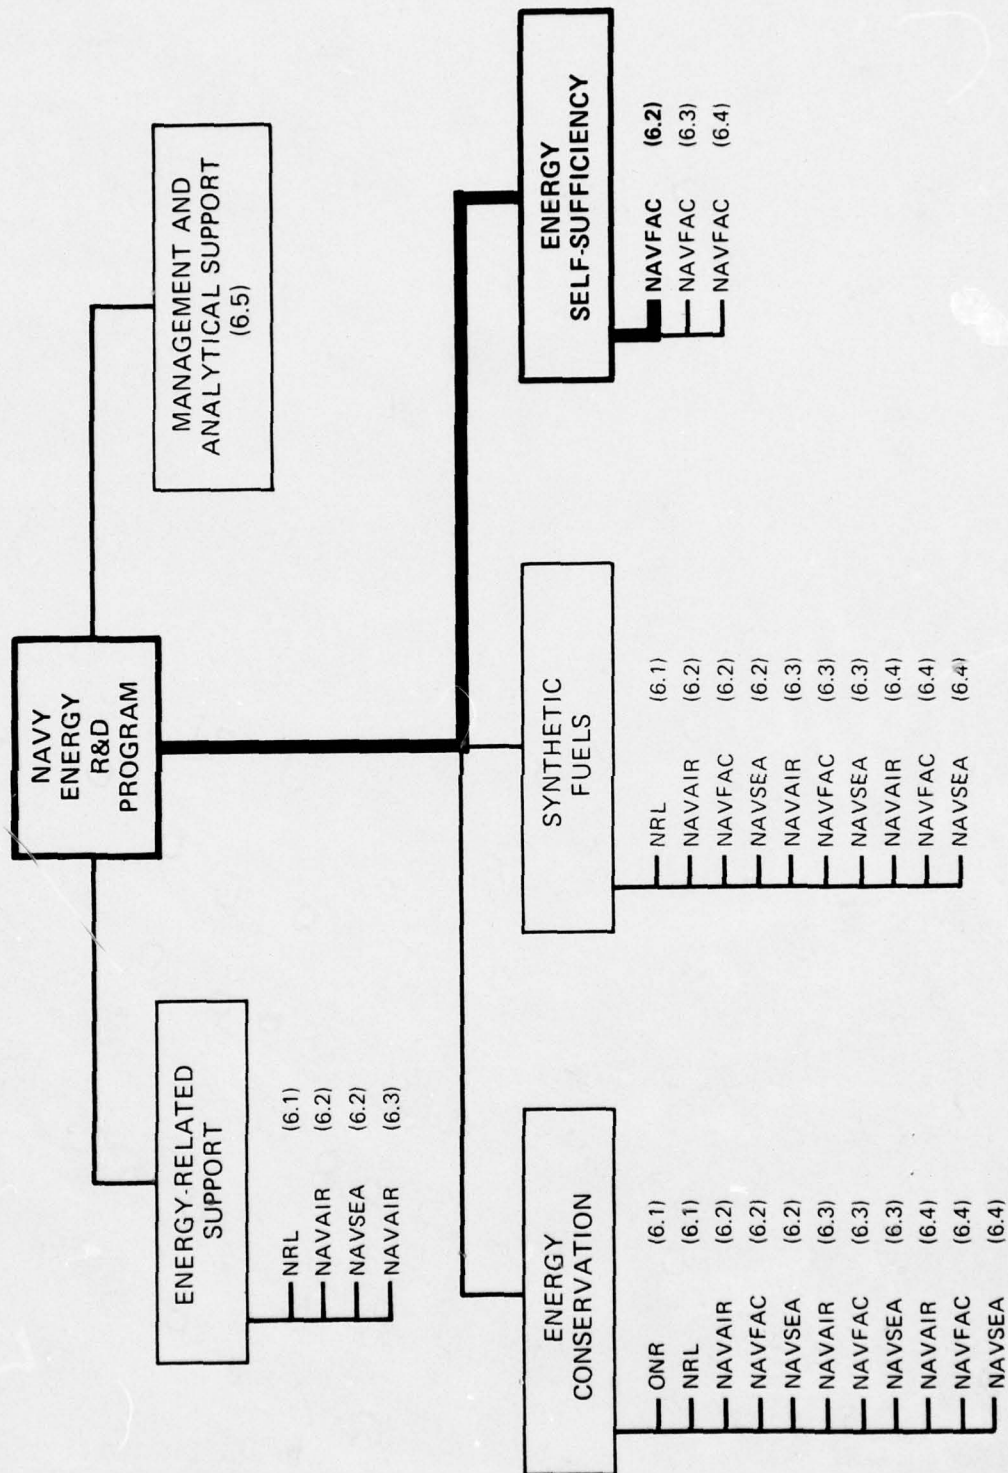 NAVY
ENERGY
R&D
PROGRAM
ENERGY-RELATED
SUPPORT
NRL (6.1)
NAVAIR (6.2)
NAVSEA (6.2)
NAVAIR (6.3)
MANAGEMENT AND
ANALYTICAL SUPPORT
(6.5)
ENERGY
CONSERVATION
ONR (6.1)
NRL (6.1)
NAVAIR (6.2)
NAVFAC (6.2)
NAVSEA (6.2)
NAVAIR (6.3)
NAVFAC (6.3)
NAVSEA (6.3)
NAVAIR (6.4)
NAVFAC (6.4)
NAVSEA (6.4)
SYNTHETIC
FUELS
NRL (6.1)
NAVAIR (6.2)
NAVFAC (6.2)
NAVSEA (6.2)
NAVAIR (6.3)
NAVFAC (6.3)
NAVSEA (6.3)
NAVAIR (6.4)
NAVFAC (6.4)
NAVSEA (6.4)
ENERGY
SELF-SUFFICIENCY
NAVFAC (6.2)
NAVFAC (6.3)
NAVFAC (6.4)